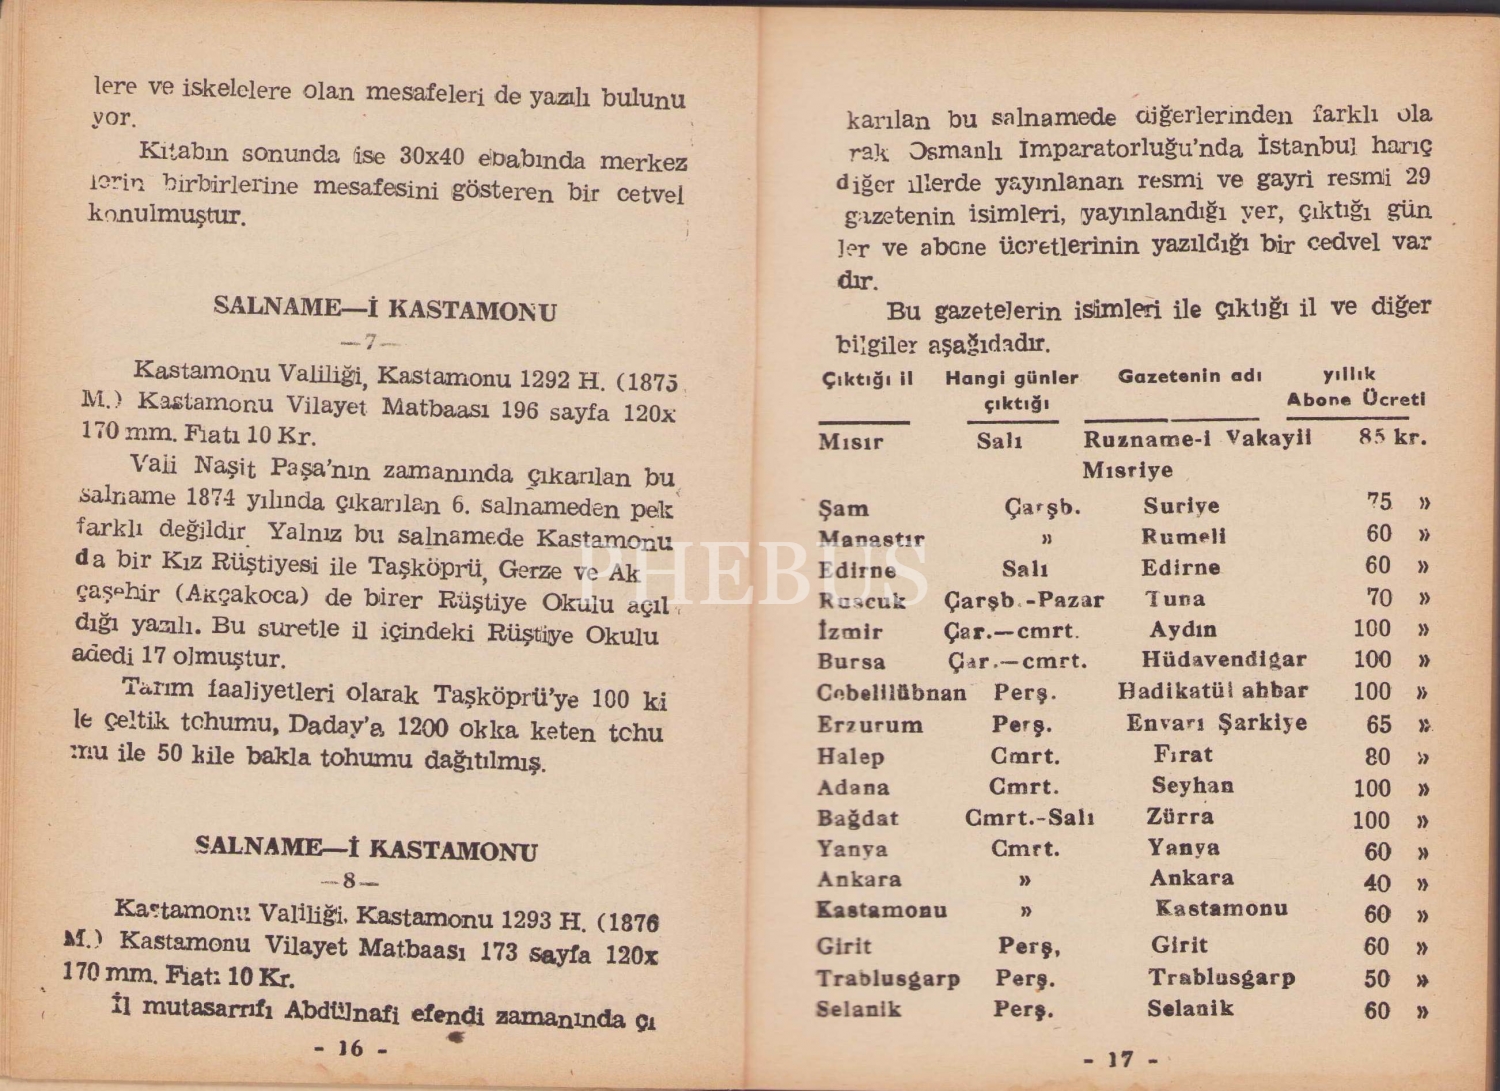 lere ve iskelelere olan mesafeleri de yazılı bulunu
yor.
Kitabın sonunda ise 30x40 ebabında merkez
lerin birbirlerine mesafesini gösteren bir cetvel
konulmuştur.
SALNAME—İ KASTAMONU
—7—
Kastamonu Valiliği, Kastamonu 1292 H. (1875
M.) Kastamonu Vilayet Matbaası 196 sayfa 120x
170 mm. Fiatı 10 Kr.
Vali Naşit Paşa'nın zamanında çıkarılan bu
salname 1874 yılında çıkarılan 6. salnameden pek
farklı değildir. Yalnız bu salnamede Kastamonu
da bir Kız Rüştiyesi ile Taşköprü, Gerze ve Ak
çaşehir (Akçakoca) de birer Rüştiye Okulu açıl
dığı yazılı. Bu suretle il içindeki Rüştiye Okulu
adedi 17 olmuştur.
Tarım faaliyetleri olarak Taşköprü'ye 100 ki
le çeltik tohumu, Daday'a 1200 okka keten tohu
mu ile 50 kile bakla tohumu dağıtılmış.
SALNAME—İ KASTAMONU
—8—
Kastamonu Valiliği. Kastamonu 1293 H. (1876
M.) Kastamonu Vilayet Matbaası 173 sayfa 120x
170 mm. Fiatı 10 Kr.
İl mutasarrıfı Abdülnafi efendi zamanında çı
- 16 -
karılan bu salnamede diğerlerinden farklı ola
rak Osmanlı İmparatorluğu'nda İstanbul hariç
diğer illerde yayınlanan resmi ve gayri resmi 29
gazetenin isimleri, yayınlandığı yer, çıktığı gün
ler ve abone ücretlerinin yazıldığı bir cedvel var
dır.
Bu gazetelerin isimleri ile çıktığı il ve diğer
bilgiler aşağıdadır.
Çıktığı il Hangi günler Gazetenin adı yıllık
çıktığı Abone Ücreti
Mısır Salı Ruzname-i Vakayii 85 kr.
Mısriye
Şam Çarşb. Suriye 75 »
Manastır » Rumeli 60 »
Edirne Salı Edirne 60 »
Ruscuk Çarşb.-Pazar Tuna 70 »
İzmir Çar.—cmrt. Aydın 100 »
Bursa Çar.—cmrt. Hüdavendigar 100 »
Cebelilübnan Perş. Hadikatül ahbar 100 »
Erzurum Perş. Envarı Şarkiye 65 »
Halep Cmrt. Fırat 80 »
Adana Cmrt. Seyhan 100 »
Bağdat Cmrt.-Salı Zürra 100 »
Yanya Cmrt. Yanya 60 »
Ankara » Ankara 40 »
Kastamonu » Kastamonu 60 »
Girit Perş, Girit 60 »
Trablusgarp Perş. Trablusgarp 50 »
Selanik Perş. Selanik 60 »
- 17 -
PHEBUS